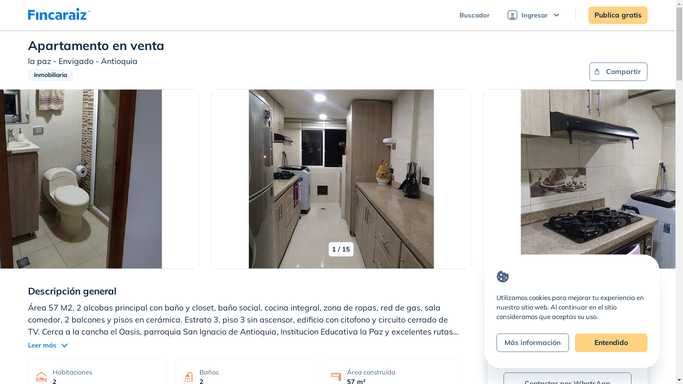 Fincaraiz
Buscador
Ingresar
Publica gratis
Apartamento en venta
la paz - Envigado - Antioquia
Inmobiliaria
Compartir
1 / 15
Descripción general
Área 57 M2, 2 alcobas principal con baño y closet, baño social, cocina integral, zona de ropas, red de gas, sala
comedor, 2 balcones y pisos en cerámica. Estrato 3, piso 3 sin ascensor, edificio con citofono y circuito cerrado de
TV. Cerca a la cancha el Oasis, parroquia San Ignacio de Antioquia, Institucion Educativa la Paz y excelentes rutas...
Leer más
Habitaciones
2
Baños
2
Área construida
57 m²
Utilizamos cookies para mejorar tu experiencia en
nuestro sitio web. Al continuar en el sitio
consideramos que aceptas su uso.
Más información
Entendido
Contactar por WhatsApp